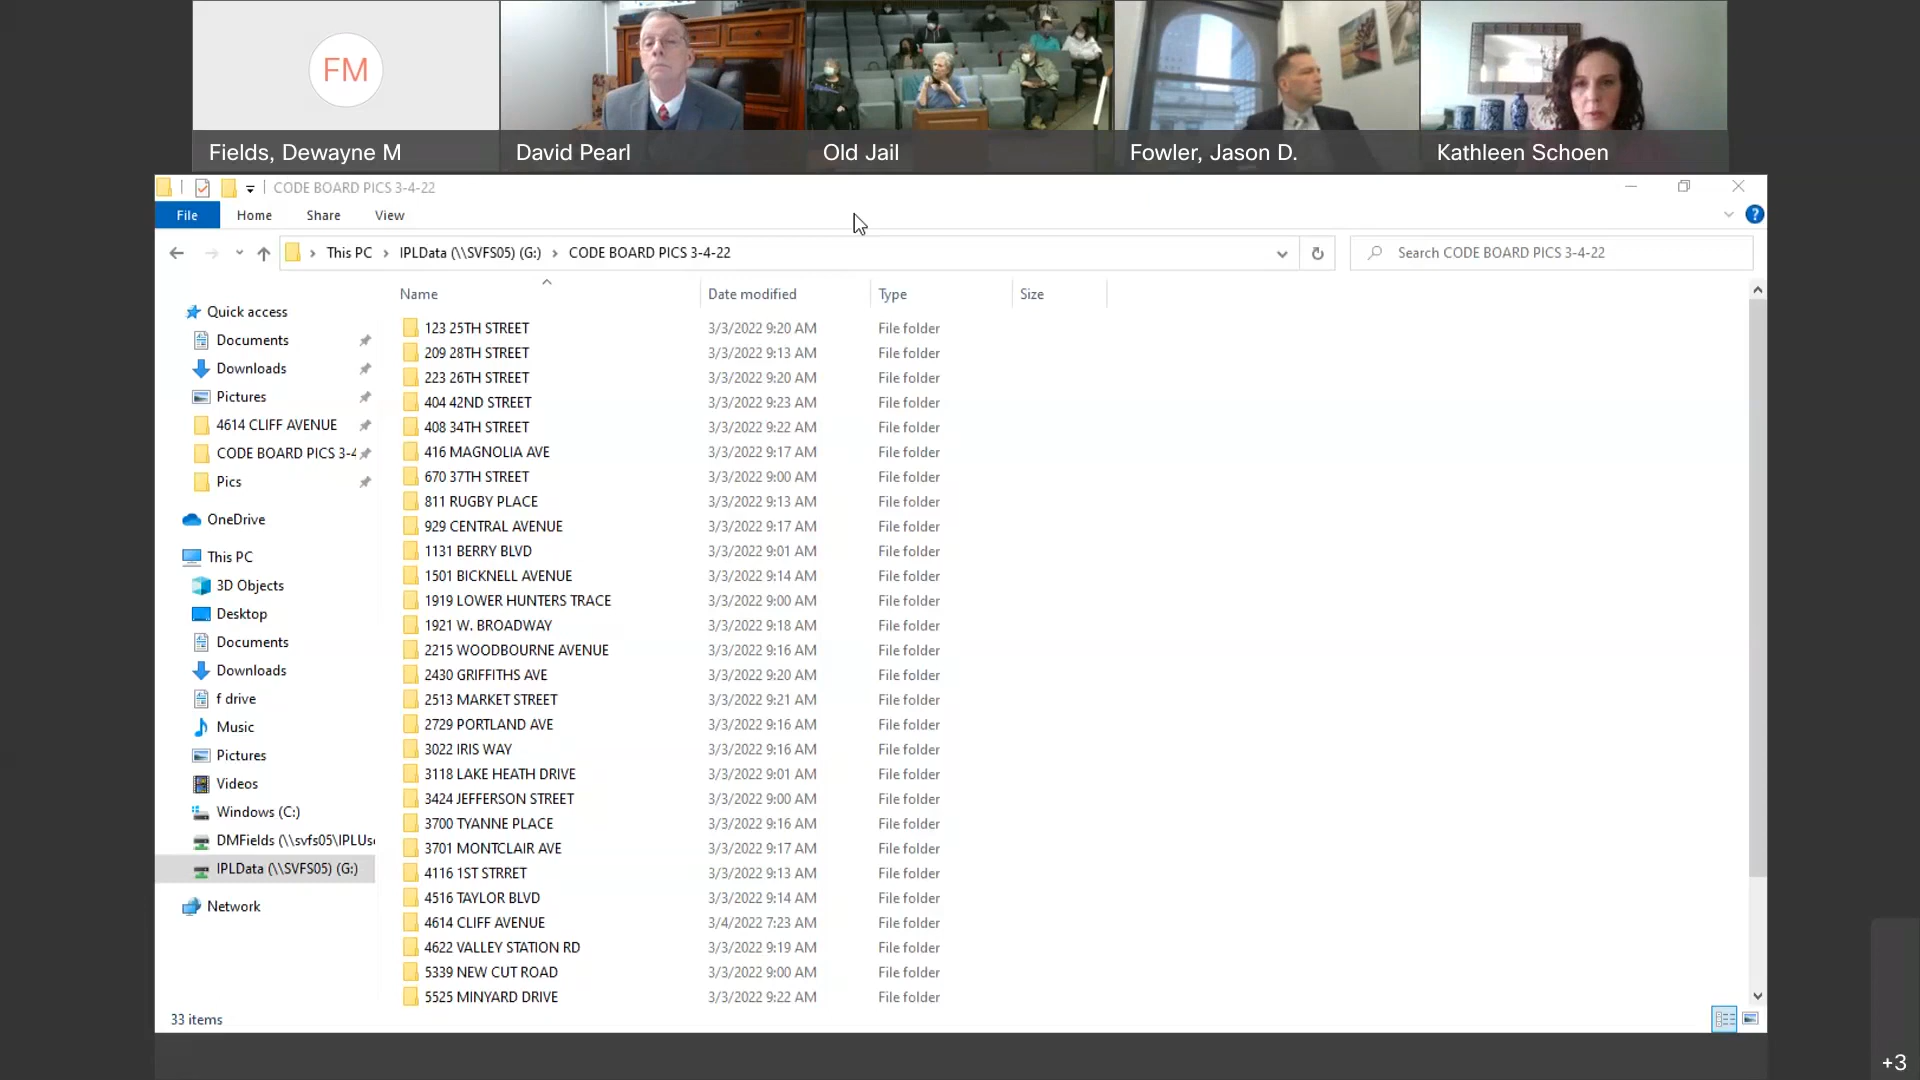 FM
Fields, Dewayne M
David Pearl
Old Jail
Fowler, Jason D.
Kathleen Schoen
CODE BOARD PICS 3-4-22
File Home Share View
This PC IPLData (\\SVFS05) (G:) CODE BOARD PICS 3-4-22
Search CODE BOARD PICS 3-4-22
Name Date modified Type Size
Quick access
Documents
Downloads
Pictures
4614 CLIFF AVENUE
CODE BOARD PICS 3-4
Pics
OneDrive
This PC
3D Objects
Desktop
Documents
Downloads
f drive
Music
Pictures
Videos
Windows (C:)
DMFields (\\svfs05\IPLUse
IPLData (\\SVFS05) (G:)
Network
123 25TH STREET 3/3/2022 9:20 AM File folder
209 28TH STREET 3/3/2022 9:13 AM File folder
223 26TH STREET 3/3/2022 9:20 AM File folder
404 42ND STREET 3/3/2022 9:23 AM File folder
408 34TH STREET 3/3/2022 9:22 AM File folder
416 MAGNOLIA AVE 3/3/2022 9:17 AM File folder
670 37TH STREET 3/3/2022 9:00 AM File folder
811 RUGBY PLACE 3/3/2022 9:13 AM File folder
929 CENTRAL AVENUE 3/3/2022 9:17 AM File folder
1131 BERRY BLVD 3/3/2022 9:01 AM File folder
1501 BICKNELL AVENUE 3/3/2022 9:14 AM File folder
1919 LOWER HUNTERS TRACE 3/3/2022 9:00 AM File folder
1921 W. BROADWAY 3/3/2022 9:18 AM File folder
2215 WOODBOURNE AVENUE 3/3/2022 9:16 AM File folder
2430 GRIFFITHS AVE 3/3/2022 9:20 AM File folder
2513 MARKET STREET 3/3/2022 9:21 AM File folder
2729 PORTLAND AVE 3/3/2022 9:16 AM File folder
3022 IRIS WAY 3/3/2022 9:16 AM File folder
3118 LAKE HEATH DRIVE 3/3/2022 9:01 AM File folder
3424 JEFFERSON STREET 3/3/2022 9:00 AM File folder
3700 TYANNE PLACE 3/3/2022 9:16 AM File folder
3701 MONTCLAIR AVE 3/3/2022 9:17 AM File folder
4116 1ST STRRET 3/3/2022 9:13 AM File folder
4516 TAYLOR BLVD 3/3/2022 9:14 AM File folder
4614 CLIFF AVENUE 3/4/2022 7:23 AM File folder
4622 VALLEY STATION RD 3/3/2022 9:19 AM File folder
5339 NEW CUT ROAD 3/3/2022 9:00 AM File folder
5525 MINYARD DRIVE 3/3/2022 9:22 AM File folder
33 items
+3